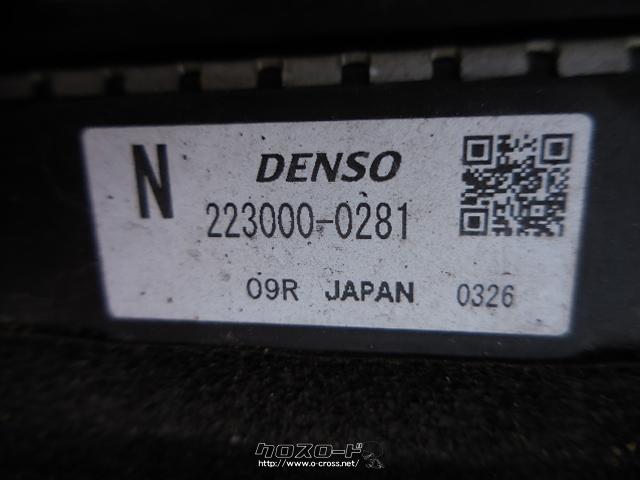 N DENSO
223000-0281
09R JAPAN 0326
クロスロード
http://www.o-cross.net/